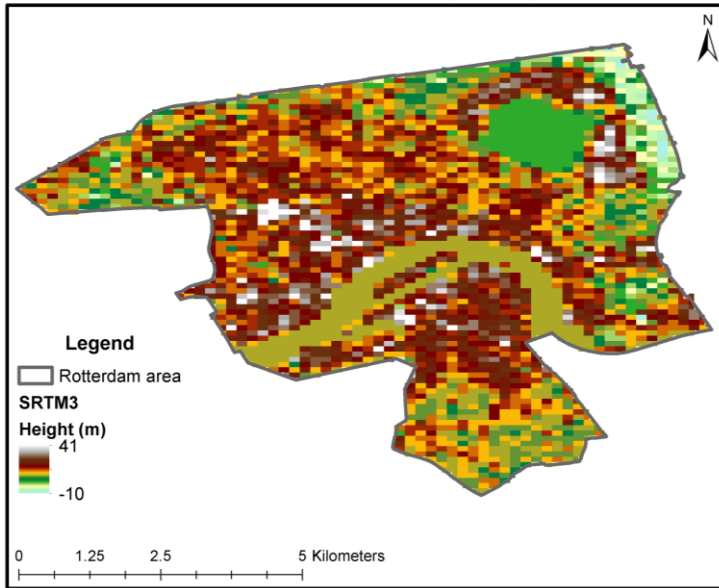 N
Legend
Rotterdam area
SRTM3
Height (m)
41
-10
0 1.25 2.5 5 Kilometers